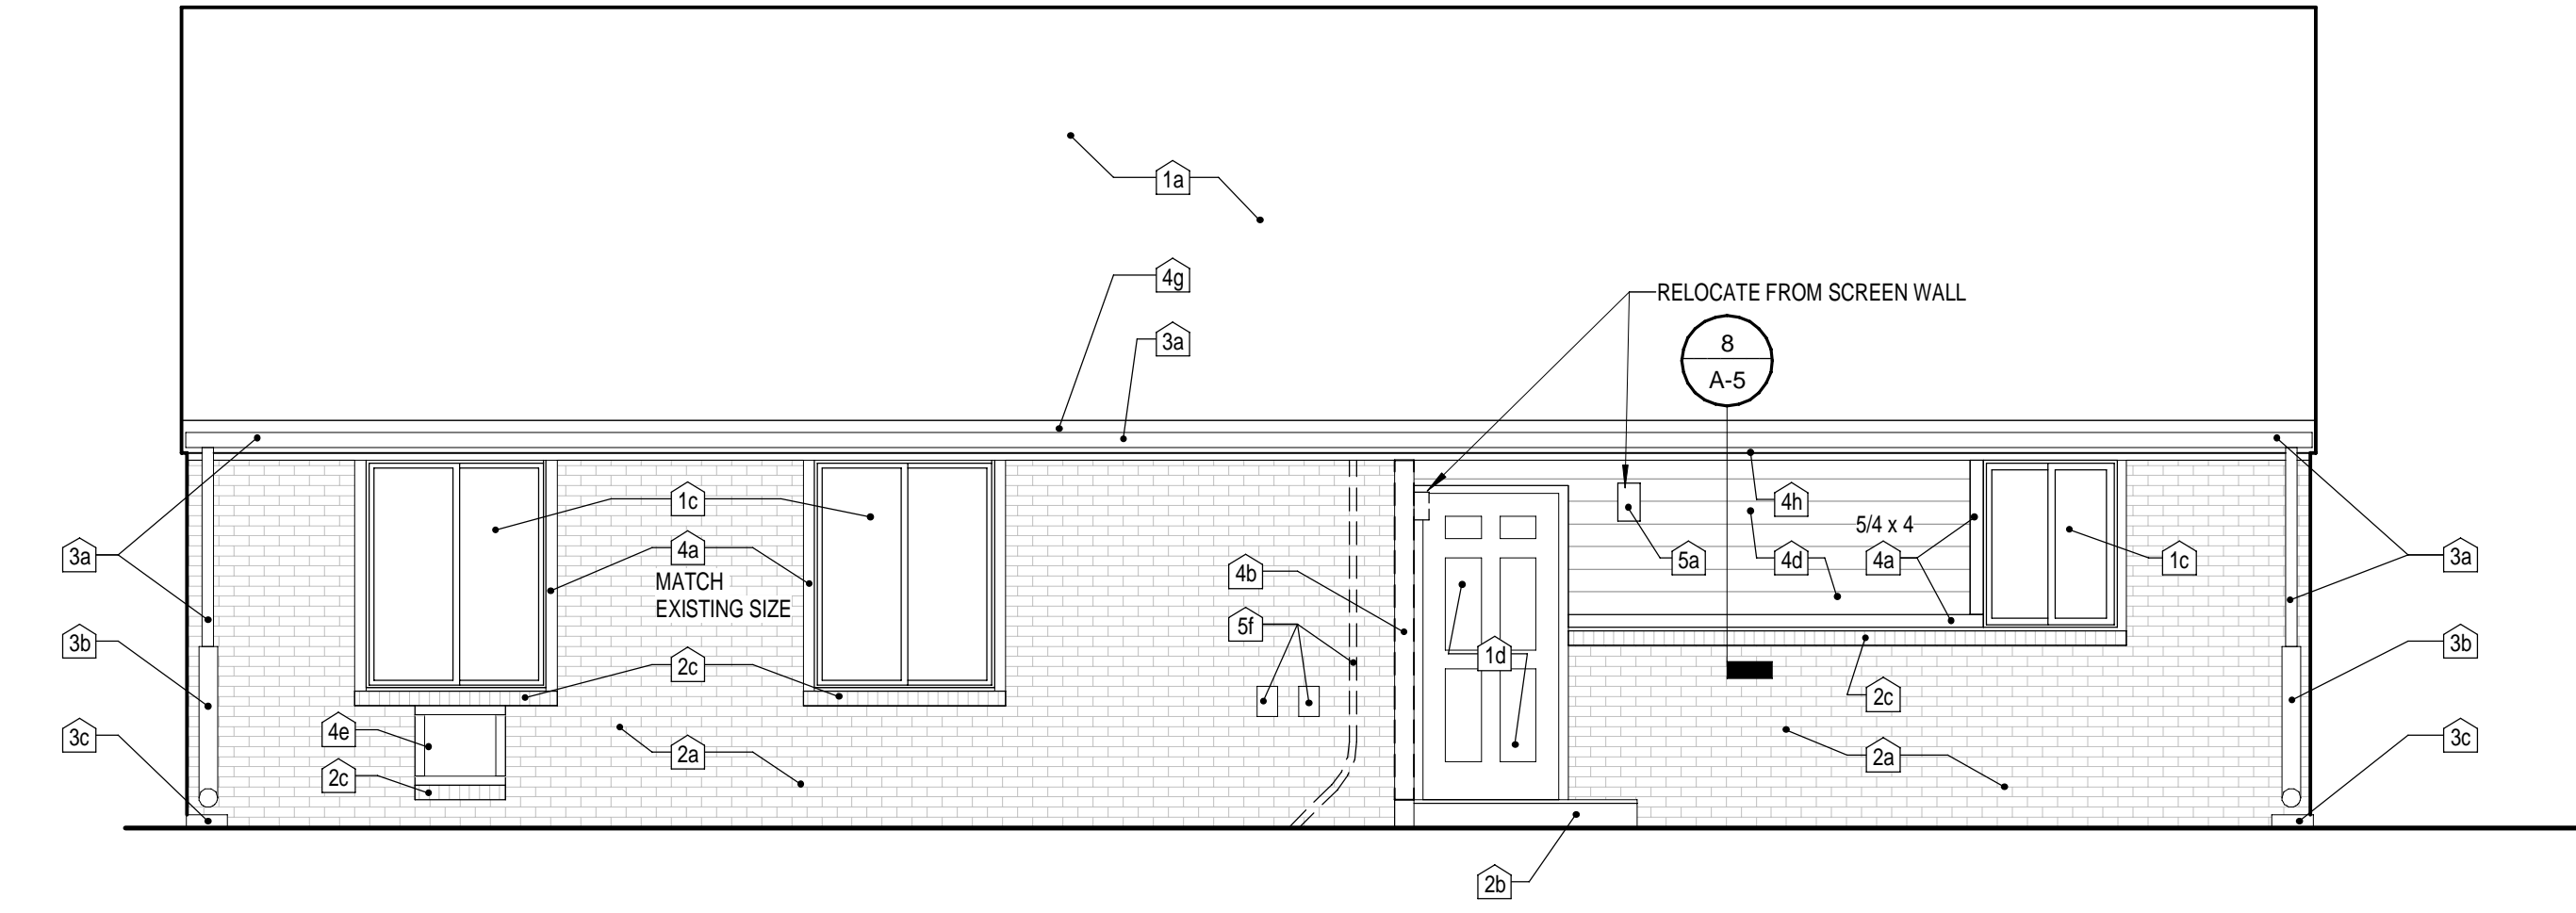 1a
4g
RELOCATE FROM SCREEN WALL
3a
8
A-5
1c
4h
5/4 x 4
3a
4a
5a
4d
4a
1c
3a
MATCH
EXISTING SIZE
4b
5f
3b
2c
1d
3b
2c
4e
2a
2a
3c
3c
2c
2b